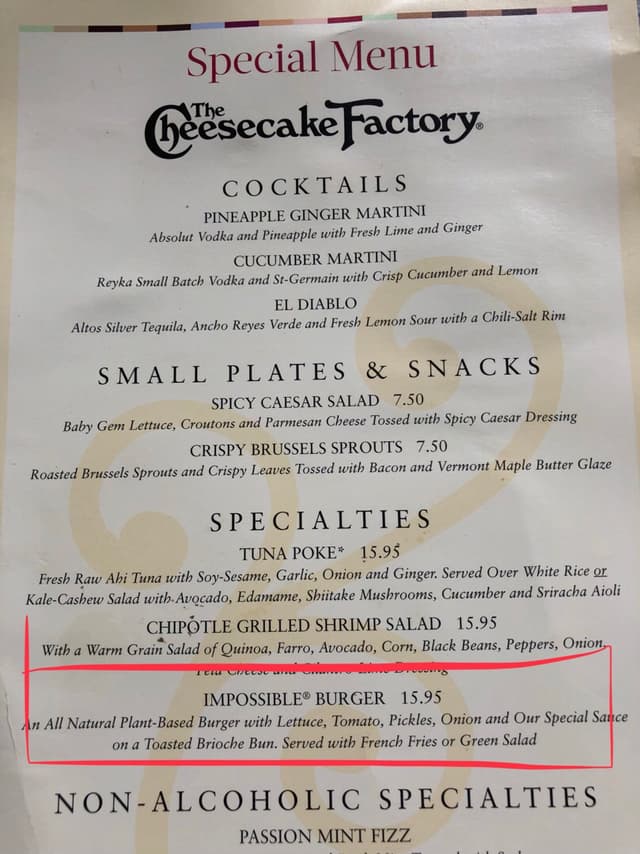 Special Menu
The Cheesecake Factory®
COCKTAILS
PINEAPPLE GINGER MARTINI
Absolut Vodka and Pineapple with Fresh Lime and Ginger
CUCUMBER MARTINI
Reyka Small Batch Vodka and St-Germain with Crisp Cucumber and Lemon
EL DIABLO
Altos Silver Tequila, Ancho Reyes Verde and Fresh Lemon Sour with a Chili-Salt Rim
SMALL PLATES & SNACKS
SPICY CAESAR SALAD 7.50
Baby Gem Lettuce, Croutons and Parmesan Cheese Tossed with Spicy Caesar Dressing
CRISPY BRUSSELS SPROUTS 7.50
Roasted Brussels Sprouts and Crispy Leaves Tossed with Bacon and Vermont Maple Butter Glaze
SPECIALTIES
TUNA POKE* 15.95
Fresh Raw Ahi Tuna with Soy-Sesame, Garlic, Onion and Ginger. Served Over White Rice or
Kale-Cashew Salad with Avocado, Edamame, Shiitake Mushrooms, Cucumber and Sriracha Aioli
CHIPOTLE GRILLED SHRIMP SALAD 15.95
With a Warm Grain Salad of Quinoa, Farro, Avocado, Corn, Black Beans, Peppers, Onion,
Feta Cheese and Cilantro-Lime Dressing
IMPOSSIBLE® BURGER 15.95
An All Natural Plant-Based Burger with Lettuce, Tomato, Pickles, Onion and Our Special Sauce
on a Toasted Brioche Bun. Served with French Fries or Green Salad
NON-ALCOHOLIC SPECIALTIES
PASSION MINT FIZZ